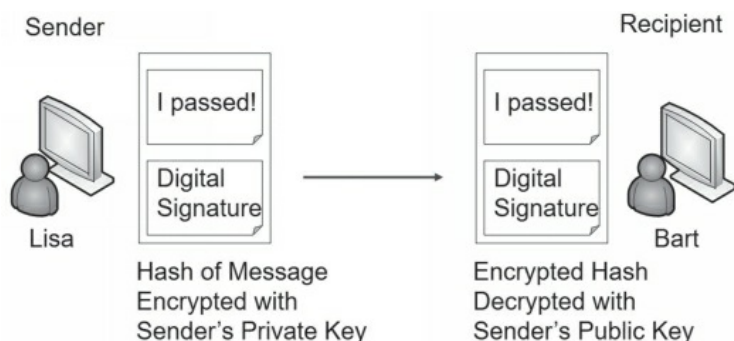 Sender
Recipient
I passed!
Digital
Signature
Lisa
Hash of Message
Encrypted with
Sender's Private Key
I passed!
Digital
Signature
Bart
Encrypted Hash
Decrypted with
Sender's Public Key